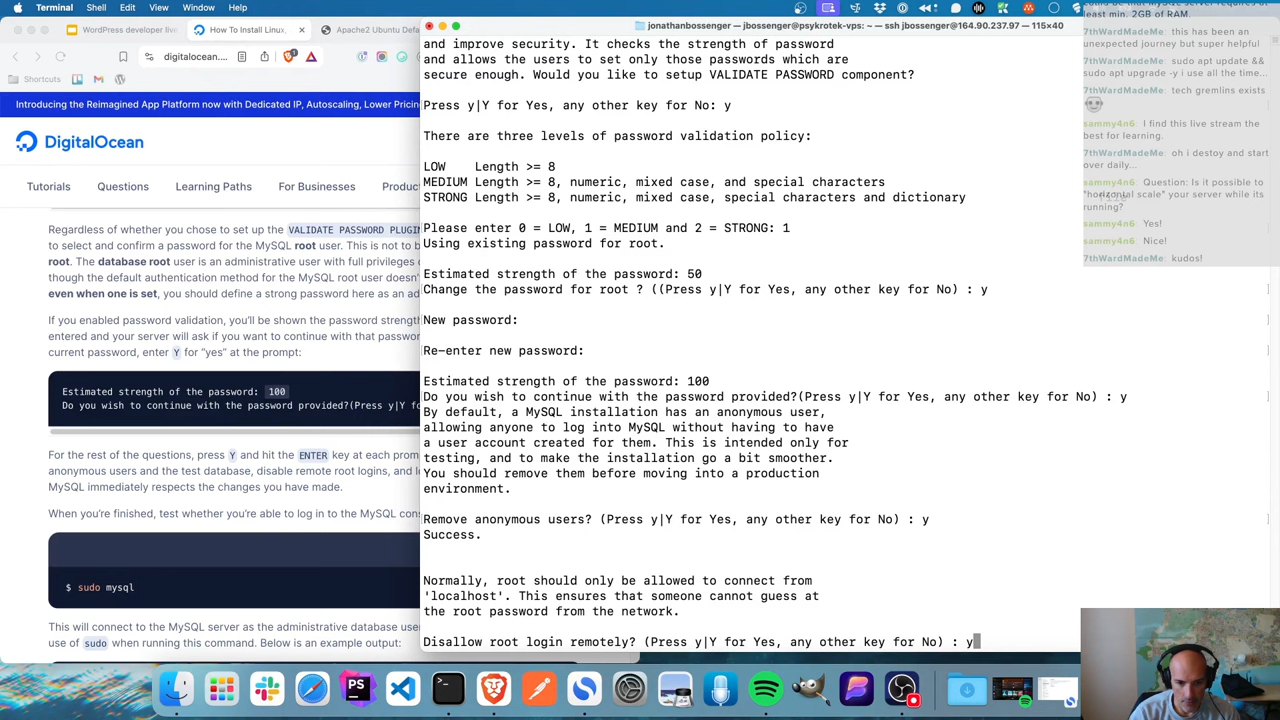 Terminal Shell Edit View Window Help
WordPress developer live
How To Install Linux,
Apache2 Ubuntu Defa
digitalocean.
Shortcuts
Introducing the Reimagined App Platform now with Dedicated IP, Autoscaling, Lower Pricing
DigitalOcean
Tutorials Questions Learning Paths For Businesses
Regardless of whether you chose to set up the VALIDATE PASSWORD PLUGIN
to select and confirm a password for the MySQL root user. This is not to b
root. The database root user is an administrative user with full privileges o
though the default authentication method for the MySQL root user doesn'
even when one is set, you should define a strong password here as an ad
If you enabled password validation, you'll be shown the password strengt
entered and your server will ask if you want to continue with that passwor
current password, enter Y for "yes" at the prompt:
Estimated strength of the password: 100
Do you wish to continue with the password provided?(Press y|Y fo
For the rest of the questions, press Y and hit the ENTER key at each prom
anonymous users and the test database, disable remote root logins, and l
MySQL immediately respects the changes you have made.
When you're finished, test whether you're able to log in to the MySQL cons
$ sudo mysql
This will connect to the MySQL server as the administrative database user
use of sudo when running this command. Below is an example output:
jonathanbossenger — jbossenger@psykrotek-vps: ~ — ssh jbossenger@164.90.237.97 — 115×40
and improve security. It checks the strength of password
and allows the users to set only those passwords which are
secure enough. Would you like to setup VALIDATE PASSWORD component?
Press y|Y for Yes, any other key for No: y
There are three levels of password validation policy:
LOW    Length >= 8
MEDIUM Length >= 8, numeric, mixed case, and special characters
STRONG Length >= 8, numeric, mixed case, special characters and dictionary
Please enter 0 = LOW, 1 = MEDIUM and 2 = STRONG: 1
Using existing password for root.
Estimated strength of the password: 50
Change the password for root ? ((Press y|Y for Yes, any other key for No) : y
New password:
Re-enter new password:
Estimated strength of the password: 100
Do you wish to continue with the password provided?(Press y|Y for Yes, any other key for No) : y
By default, a MySQL installation has an anonymous user,
allowing anyone to log into MySQL without having to have
a user account created for them. This is intended only for
testing, and to make the installation go a bit smoother.
You should remove them before moving into a production
environment.
Remove anonymous users? (Press y|Y for Yes, any other key for No) : y
Success.
Normally, root should only be allowed to connect from
'localhost'. This ensures that someone cannot guess at
the root password from the network.
Disallow root login remotely? (Press y|Y for Yes, any other key for No) : y
min. 2GB of RAM.
7thWardMadeMe: this has been an
unexpected journey but super helpful
7thWardMadeMe: sudo apt update &&
sudo apt upgrade -y i use all the time...
7thWardMadeMe: tech gremlins exists
sammy4n6: I find this live stream the
best for learning.
7thWardMadeMe: oh i destoy and start
over daily...
sammy4n6: Question: Is it possible to
"horizontal scale" your server while its
running?
sammy4n6: Yes!
sammy4n6: Nice!
7thWardMadeMe: kudos!